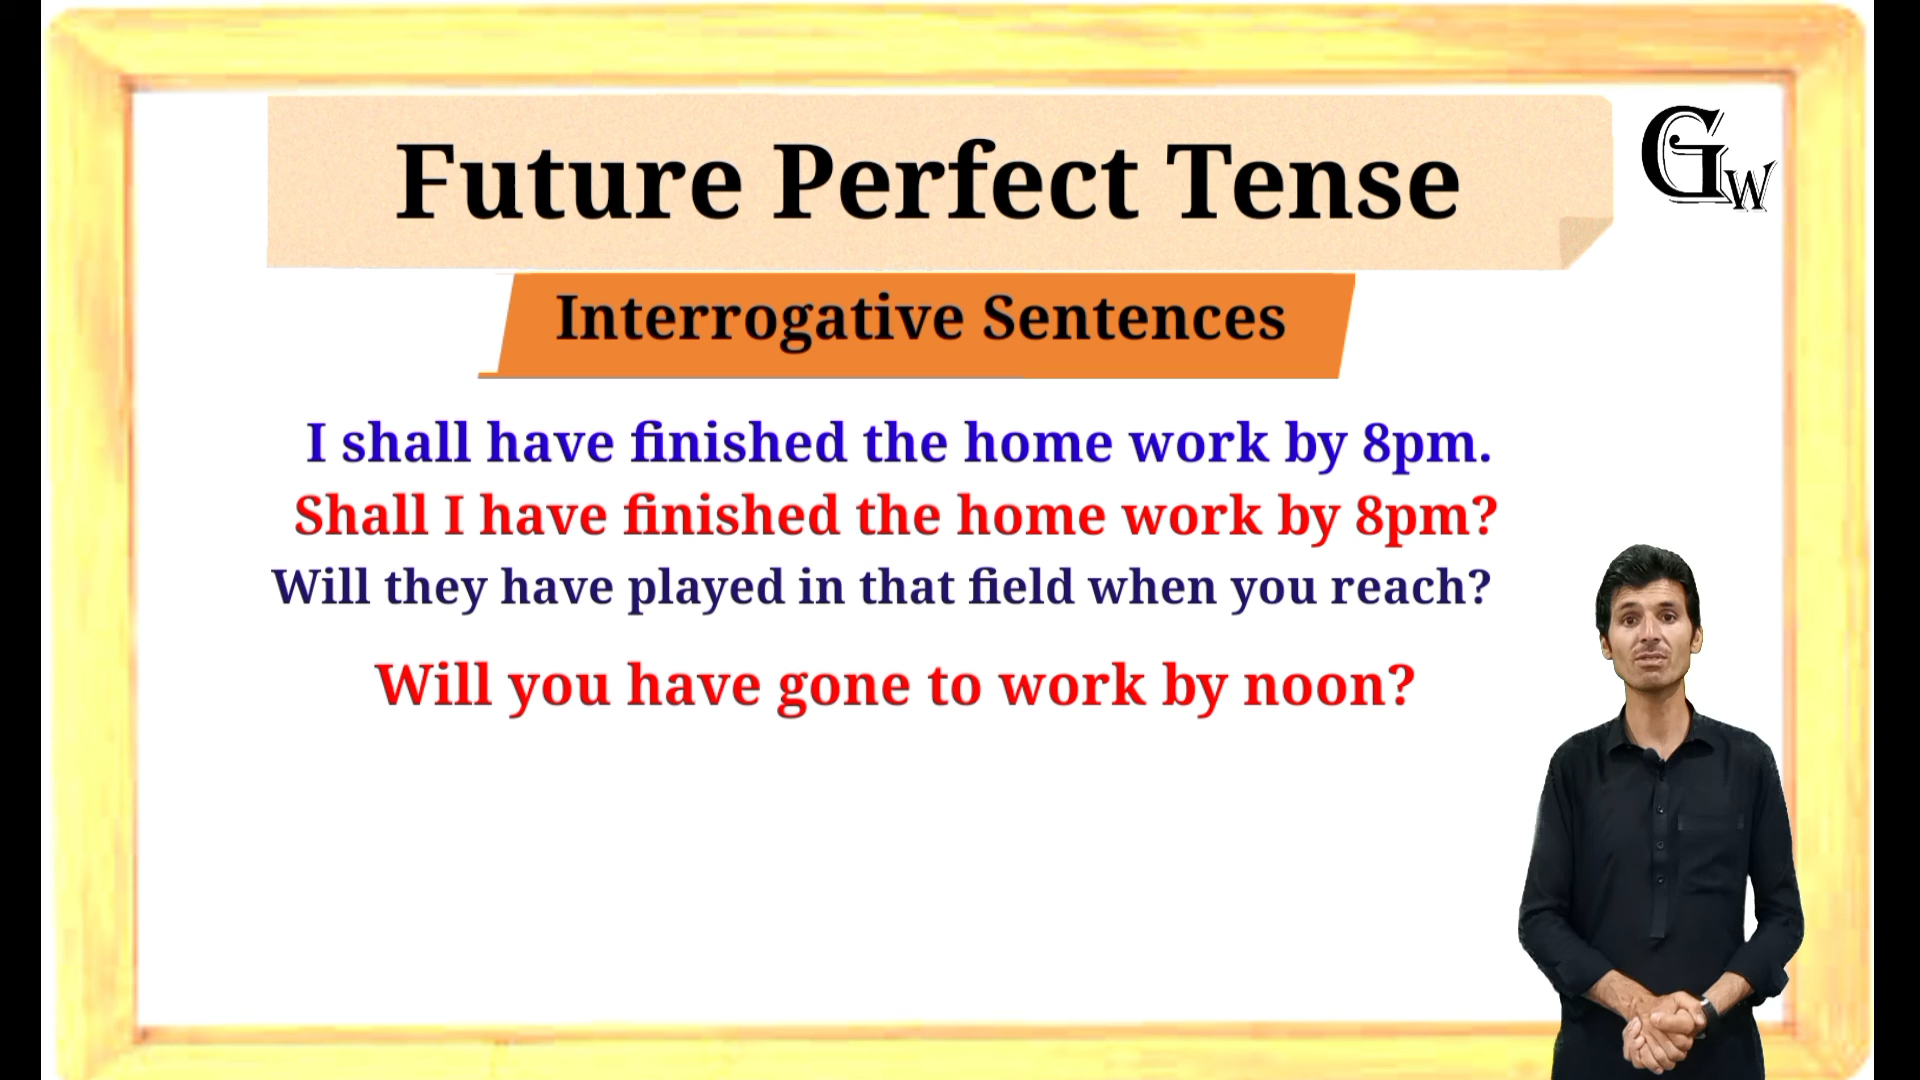 Future Perfect Tense
GW
Interrogative Sentences
I shall have finished the home work by 8pm.
Shall I have finished the home work by 8pm?
Will they have played in that field when you reach?
Will you have gone to work by noon?